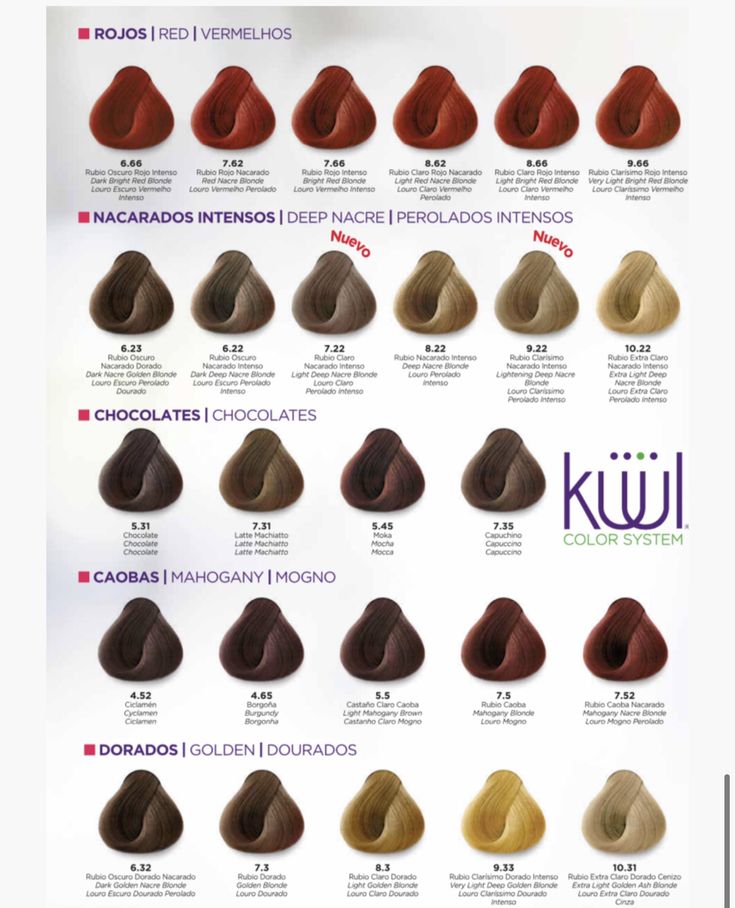 ROJOS | RED | VERMELHOS
6.66
Rubio Oscuro Rojo Intenso
Dark Bright Red Blonde
Louro Escuro Vermelho
Intenso
7.62
Rubio Rojo Nacarado
Red Nacre Blonde
Louro Vermelho Perolado
7.66
Rubio Rojo Intenso
Bright Red Blonde
Louro Vermelho Intenso
8.62
Rubio Claro Rojo Nacarado
Light Red Nacre Blonde
Louro Claro Vermelho
Perolado
8.66
Rubio Claro Rojo Intenso
Light Bright Red Blonde
Louro Claro Vermelho
Intenso
9.66
Rubio Clarísimo Rojo Intenso
Very Light Bright Red Blonde
Louro Claríssimo Vermelho
Intenso
NACARADOS INTENSOS | DEEP NACRE | PEROLADOS INTENSOS
Nuevo
Nuevo
6.23
Rubio Oscuro
Nacarado Dorado
Dark Nacre Golden Blonde
Louro Escuro Perolado
Dourado
6.22
Rubio Oscuro
Nacarado Intenso
Dark Deep Nacre Blonde
Louro Escuro Perolado
Intenso
7.22
Rubio Claro
Nacarado Intenso
Light Deep Nacre Blonde
Louro Claro
Perolado Intenso
8.22
Rubio Nacarado Intenso
Deep Nacre Blonde
Louro Perolado
Intenso
9.22
Rubio Clarísimo
Nacarado Intenso
Lightening Deep Nacre
Blonde
Louro Claríssimo
Perolado Intenso
10.22
Rubio Extra Claro
Nacarado Intenso
Extra Light Deep
Nacre Blonde
Louro Extra Claro
Perolado Intenso
CHOCOLATES | CHOCOLATES
5.31
Chocolate
Chocolate
Chocolate
7.31
Latte Machiatto
Latte Machiatto
Latte Machiatto
5.45
Moka
Mocha
Mocca
7.35
Capuchino
Capuccino
Capuccino
küül
COLOR SYSTEM
CAOBAS | MAHOGANY | MOGNO
4.52
Ciclamén
Cyclamen
Ciclamen
4.65
Borgoña
Burgundy
Borgonha
5.5
Castaño Claro Caoba
Light Mahogany Brown
Castanho Claro Mogno
7.5
Rubio Caoba
Mahogany Blonde
Louro Mogno
7.52
Rubio Caoba Nacarado
Mahogany Nacre Blonde
Louro Mogno Perolado
DORADOS | GOLDEN | DOURADOS
6.32
Rubio Oscuro Dorado Nacarado
Dark Golden Nacre Blonde
Louro Escuro Dourado Perolado
7.3
Rubio Dorado
Golden Blonde
Louro Dourado
8.3
Rubio Claro Dorado
Light Golden Blonde
Louro Claro Dourado
9.33
Rubio Clarísimo Dorado Intenso
Very Light Deep Golden Blonde
Louro Claríssimo Dourado
Intenso
10.31
Rubio Extra Claro Dorado Cenizo
Extra Light Golden Ash Blonde
Louro Extra Claro Dourado
Cinza